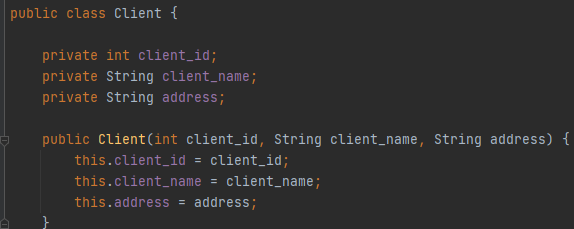 public class Client {
private int client_id;
private String client_name;
private String address;
public Client(int client_id, String client_name, String address) {
this.client_id = client_id;
this.client_name = client_name;
this.address = address;
}